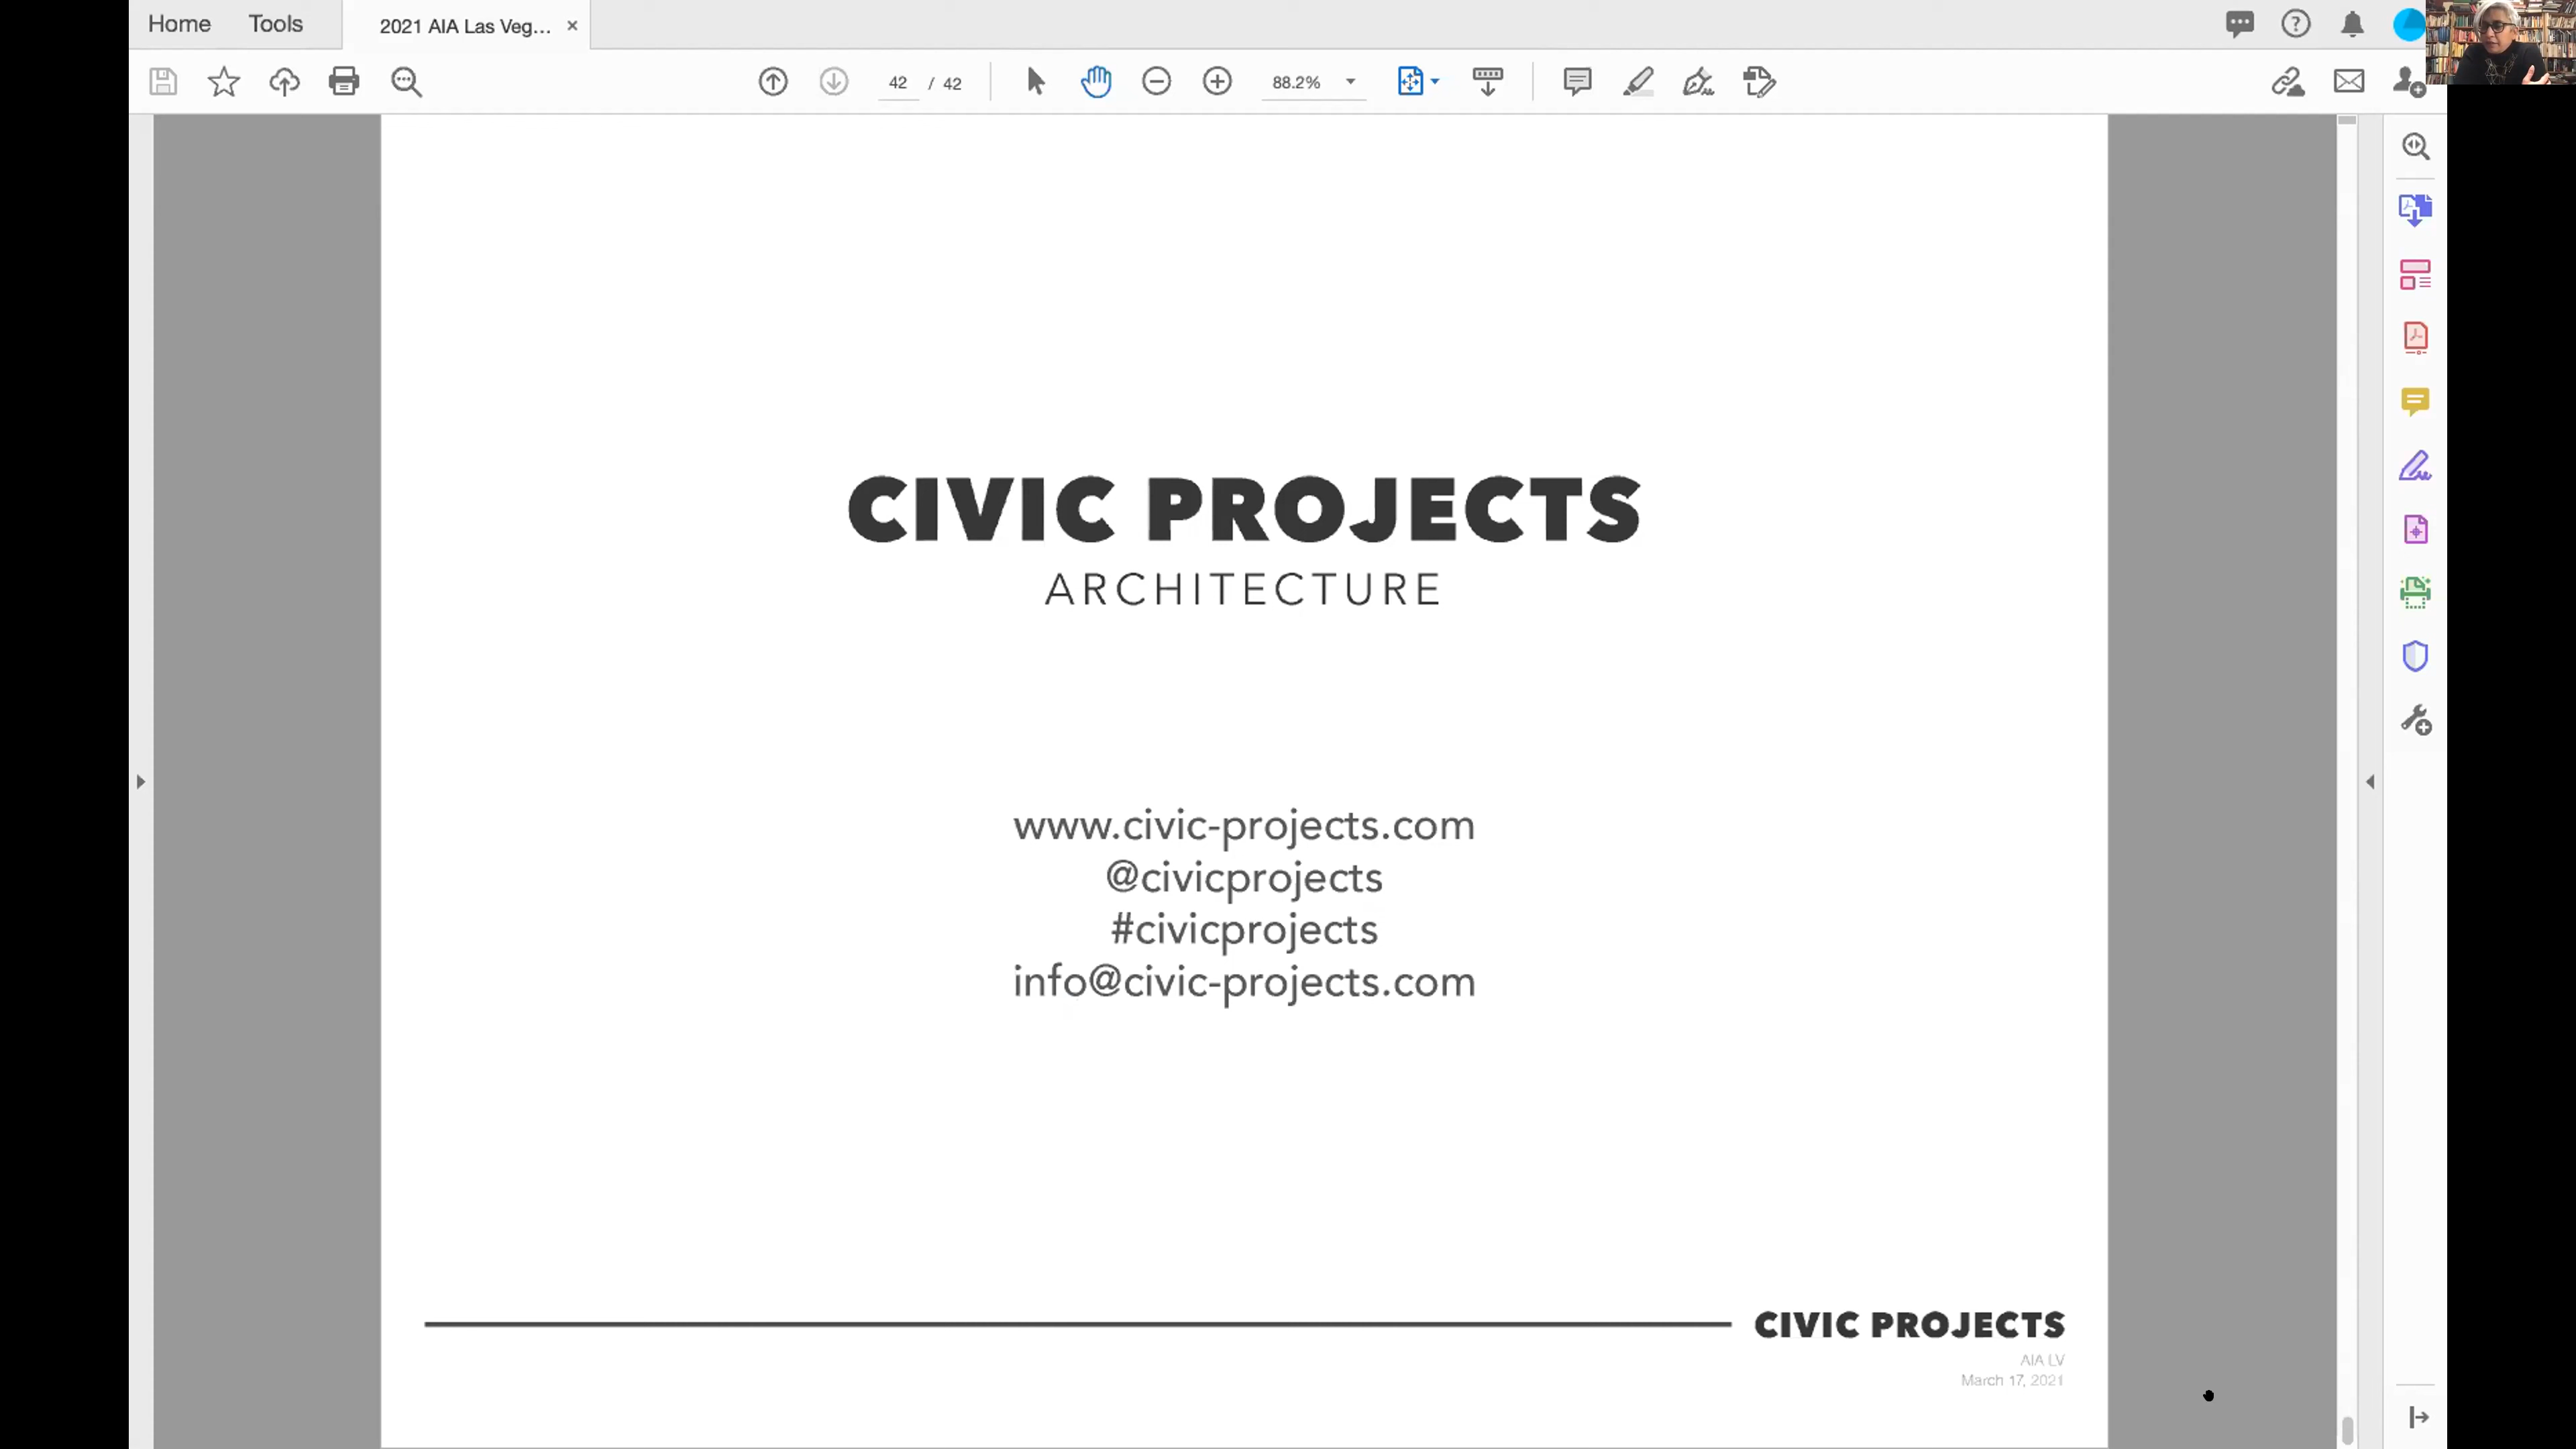 Home Tools 2021 AIA Las Veg... ×
42 / 42 88.2%
CIVIC PROJECTS
ARCHITECTURE
www.civic-projects.com
@civicprojects
#civicprojects
info@civic-projects.com
CIVIC PROJECTS
AIA LV
March 17, 2021